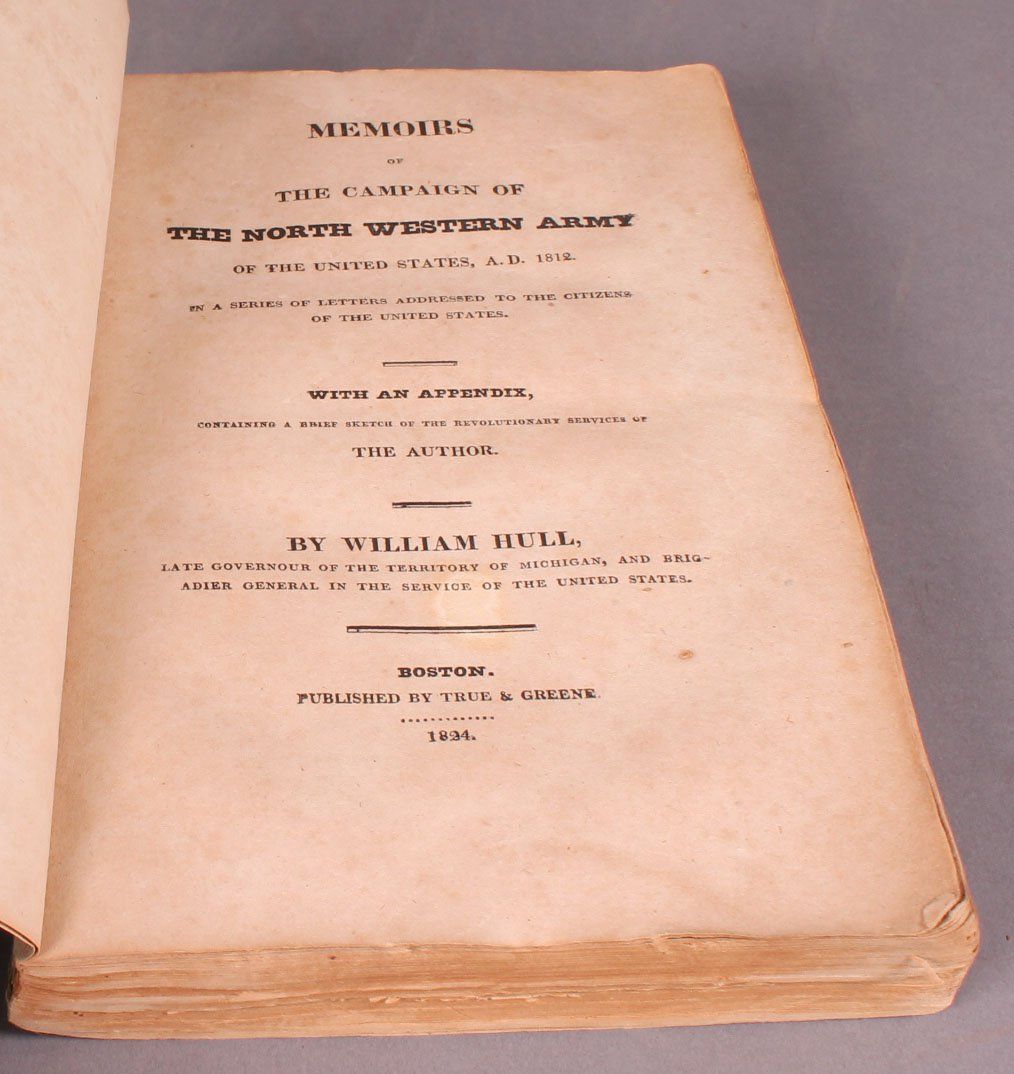 MEMOIRS
OF
THE CAMPAIGN OF
THE NORTH WESTERN ARMY
OF THE UNITED STATES, A.D. 1812.
IN A SERIES OF LETTERS ADDRESSED TO THE CITIZENS
OF THE UNITED STATES.
WITH AN APPENDIX,
CONTAINING A BRIEF SKETCH OF THE REVOLUTIONARY SERVICES OF
THE AUTHOR.
BY WILLIAM HULL,
LATE GOVERNOUR OF THE TERRITORY OF MICHIGAN, AND BRIG-
ADIER GENERAL IN THE SERVICE OF THE UNITED STATES.
BOSTON.
PUBLISHED BY TRUE & GREENE.
1824.